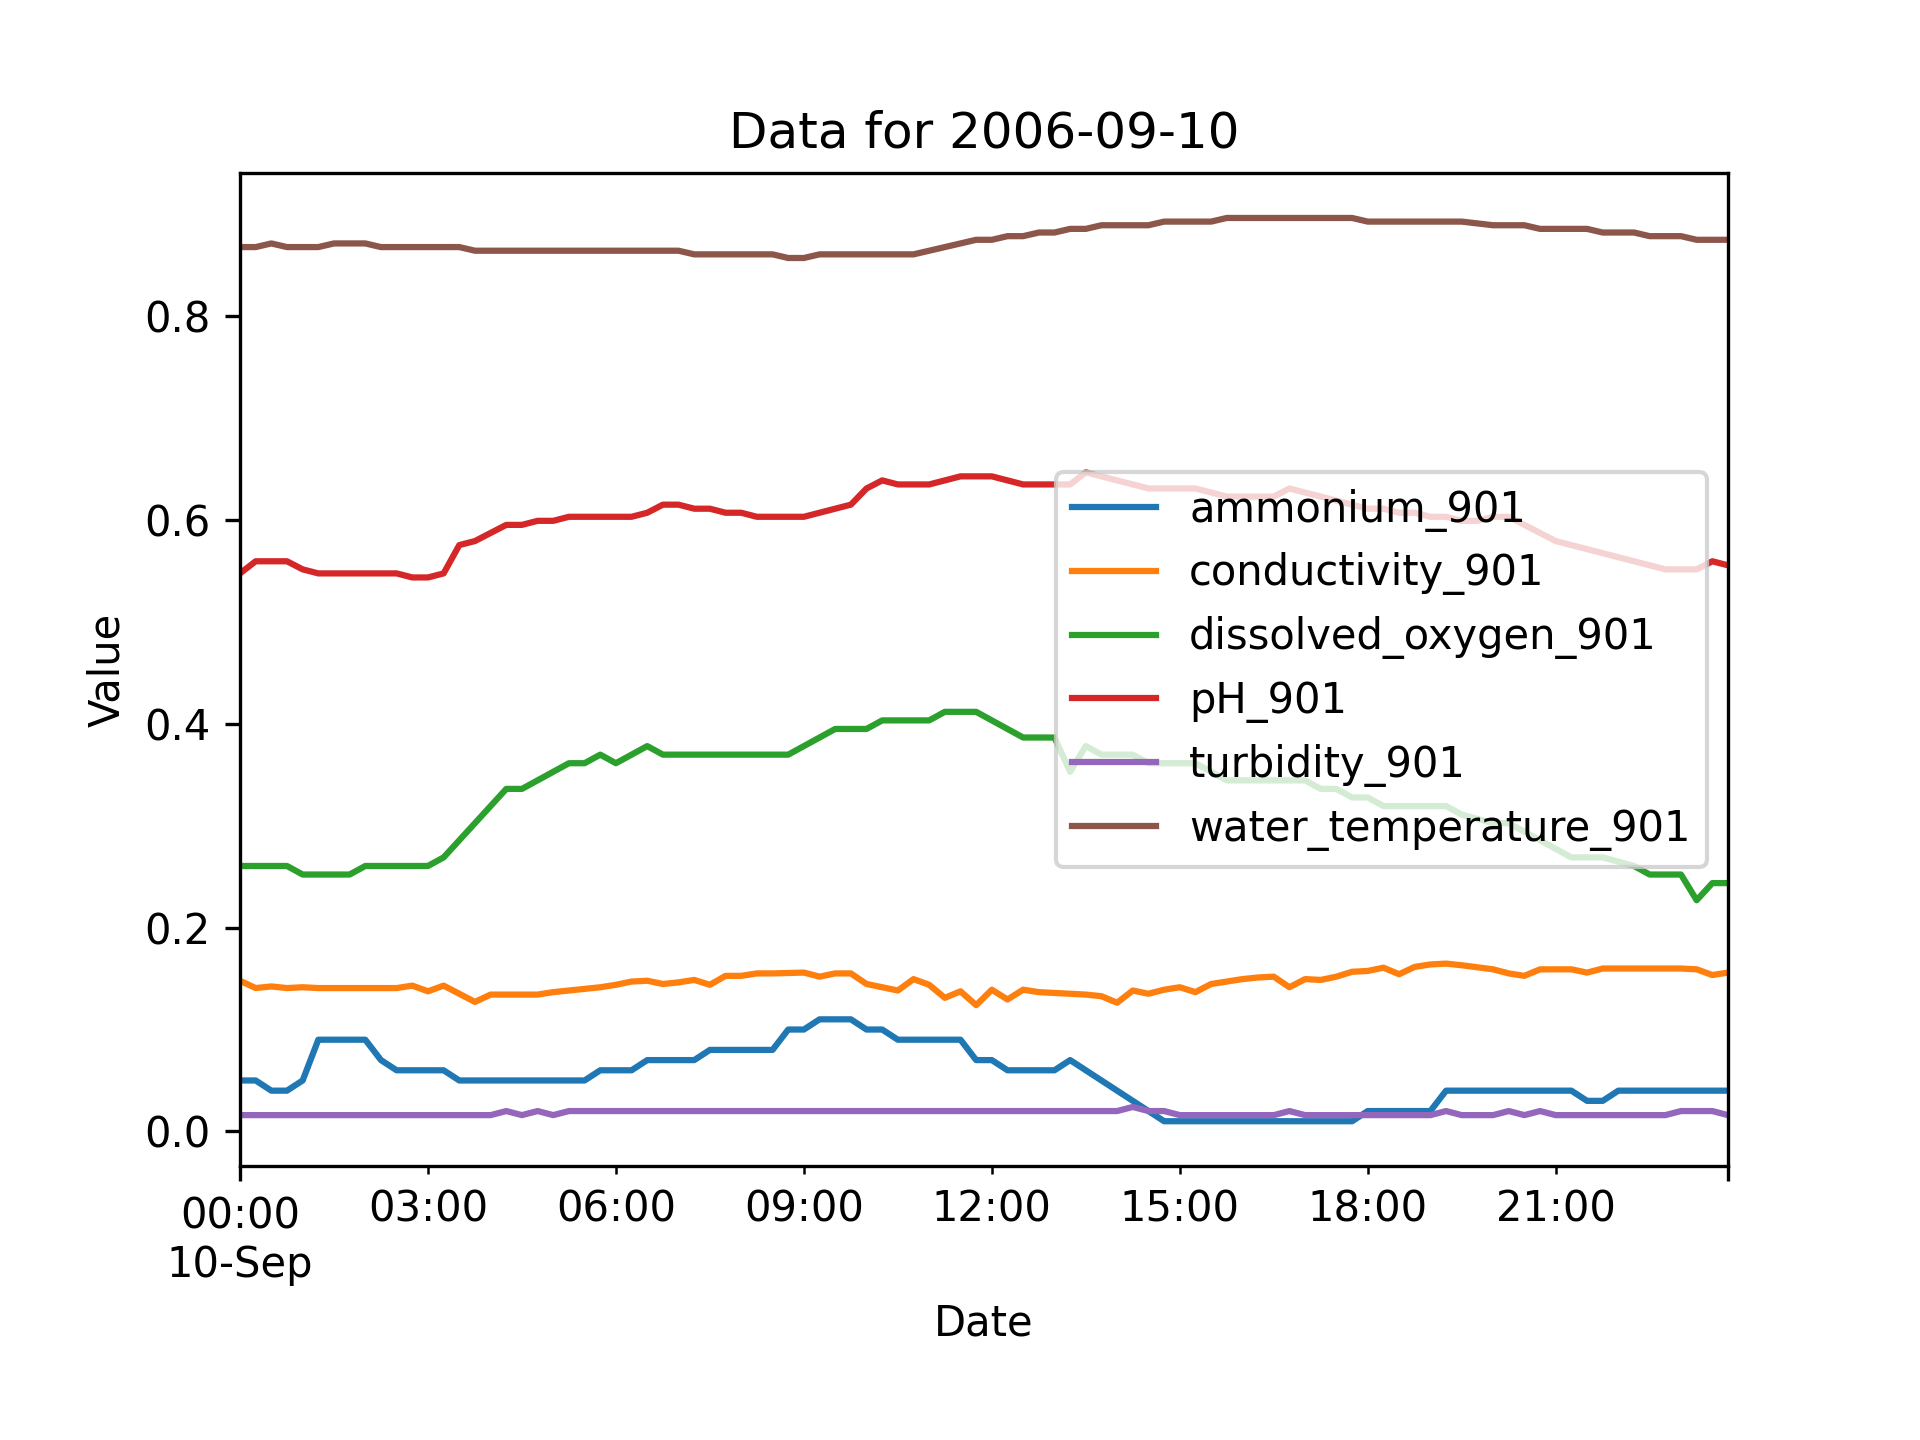 Data for 2006-09-10
Value
0.8
0.6
0.4
0.2
0.0
ammonium_901
conductivity_901
dissolved_oxygen_901
pH_901
turbidity_901
water_temperature_901
00:00 03:00 06:00 09:00 12:00 15:00 18:00 21:00
10-Sep
Date